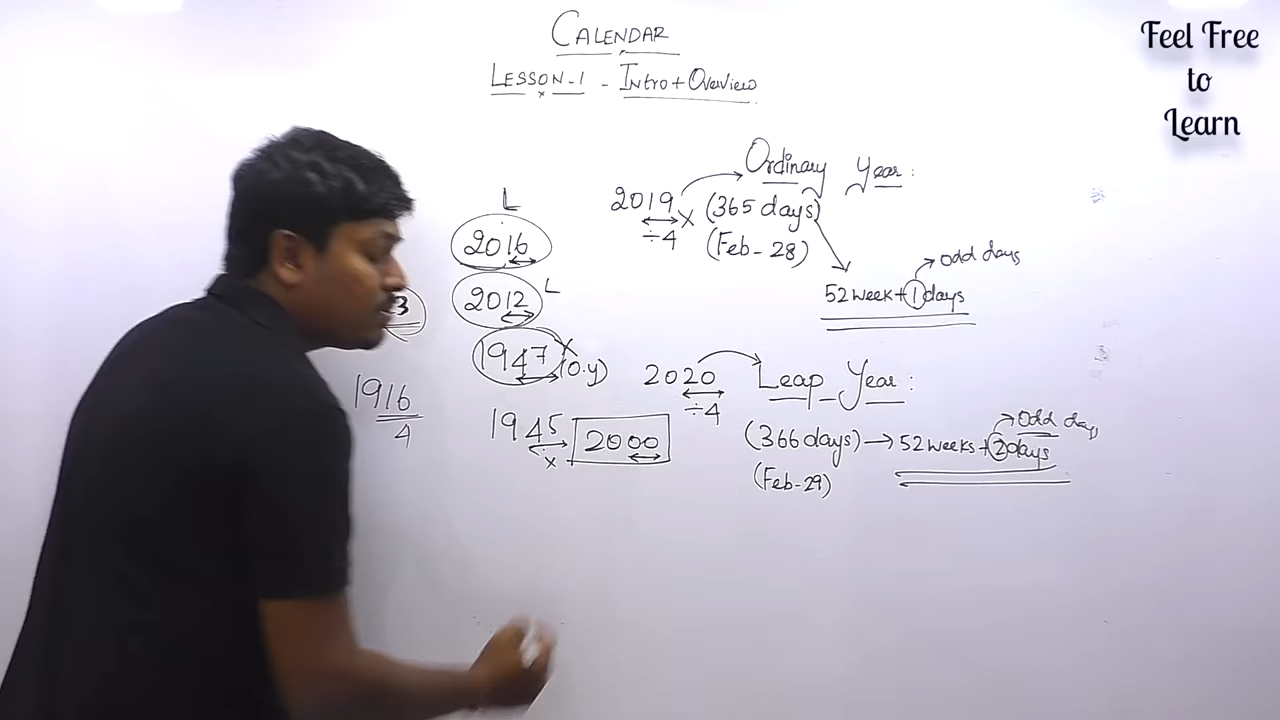 CALENDAR
LESSON-1 - Intro+Overview
Feel Free
to
Learn
Ordinary Year:
2019 x (365 days)
÷4
(Feb-28)
odd days
52 week+1 days
L
2016
2012 L
3
1947 x
(O.y)
1916
4
1945
x
2000
2020 Leap Year:
÷4
odd days
(366 days) → 52 weeks+2 days
(Feb-29)